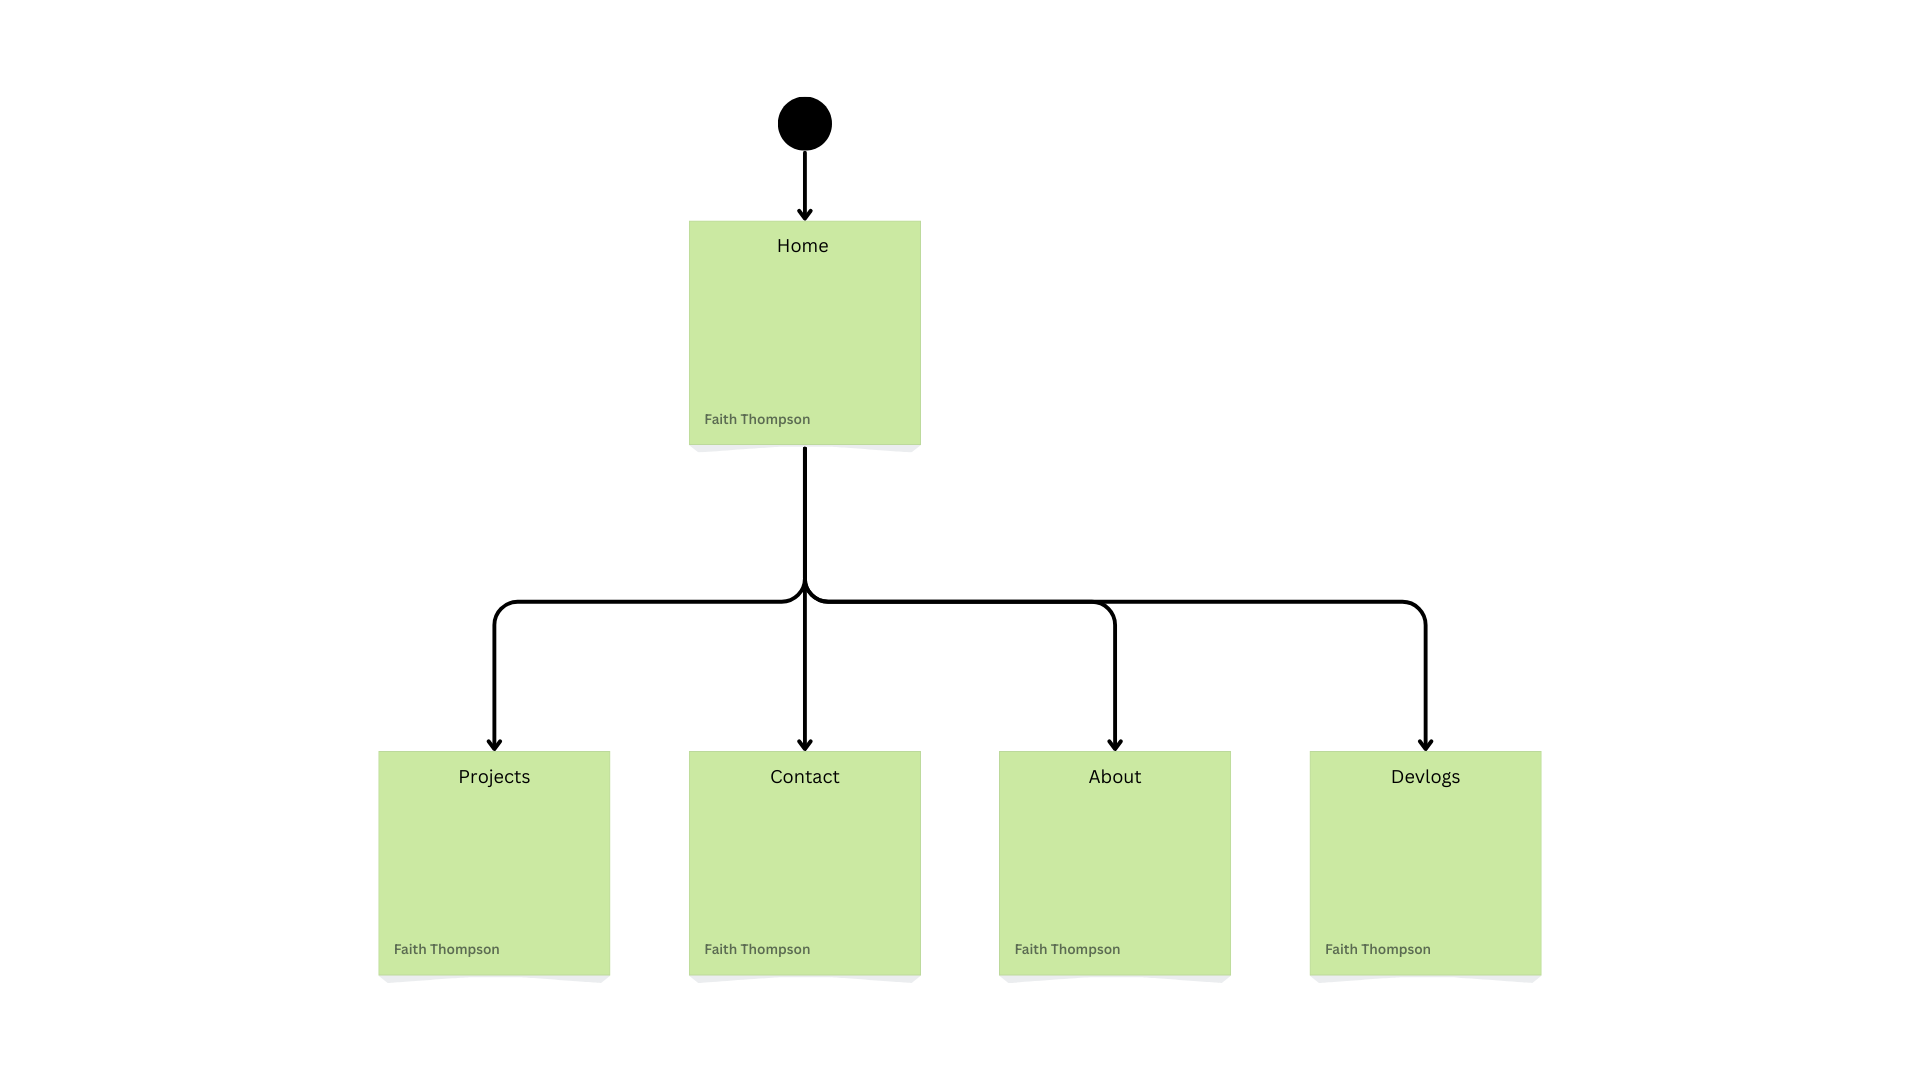 Home
Faith Thompson
Projects
Faith Thompson
Contact
Faith Thompson
About
Faith Thompson
Devlogs
Faith Thompson